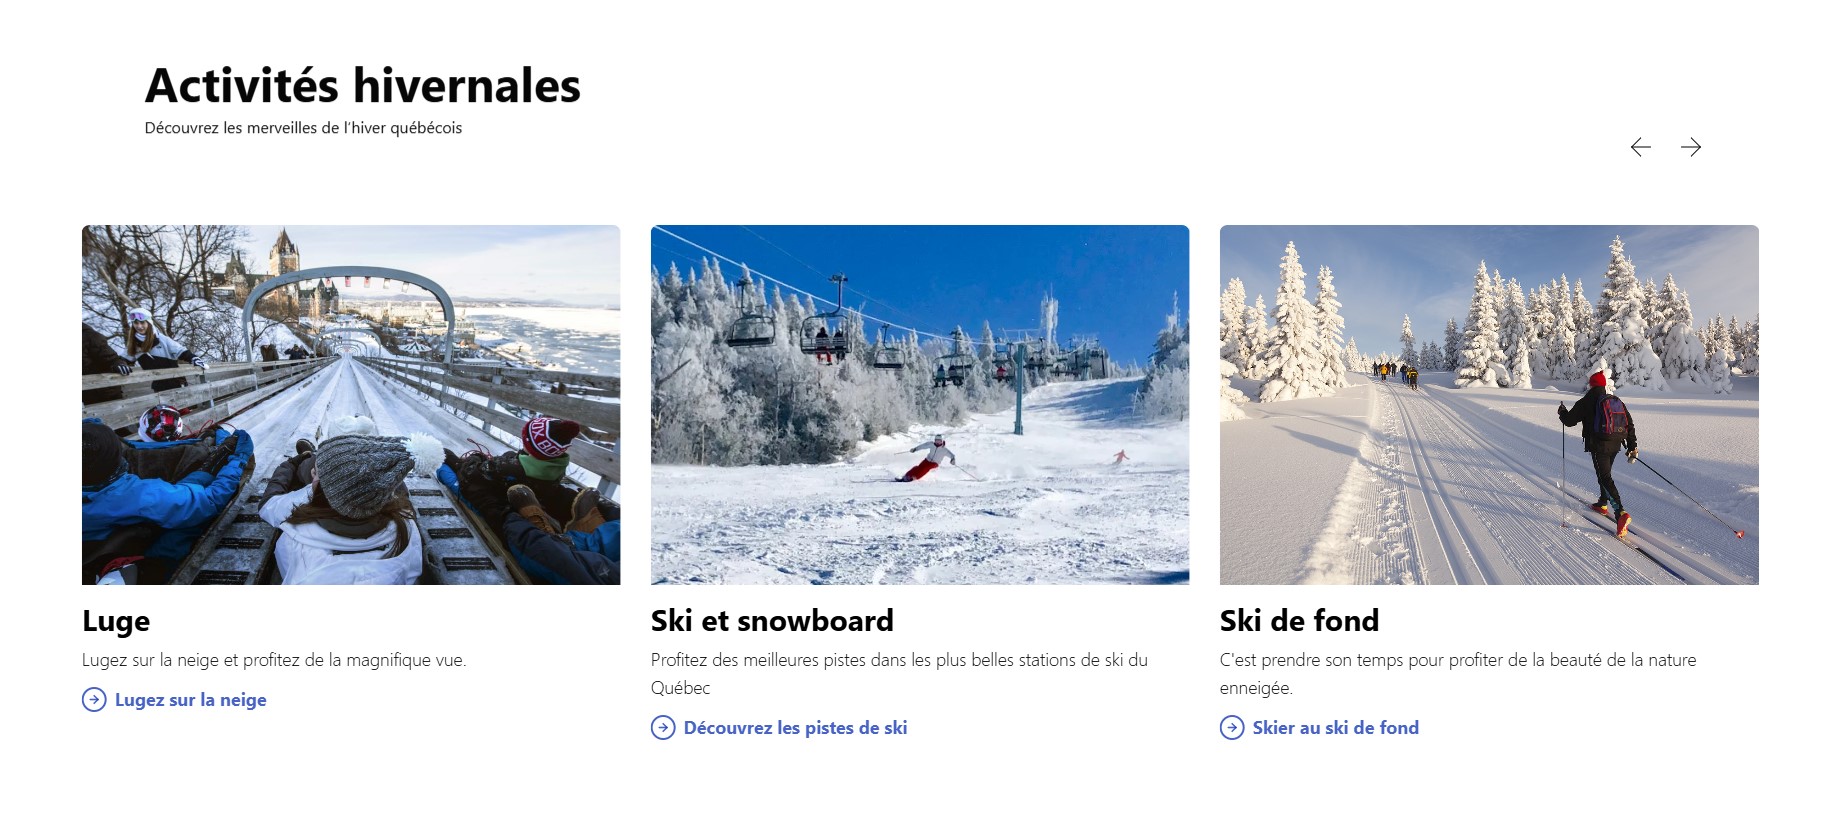 Activités hivernales
Découvrez les merveilles de l'hiver québécois
Luge
Lugez sur la neige et profitez de la magnifique vue.
Lugez sur la neige
Ski et snowboard
Profitez des meilleures pistes dans les plus belles stations de ski du
Québec
Découvrez les pistes de ski
Ski de fond
C'est prendre son temps pour profiter de la beauté de la nature
enneigée.
Skier au ski de fond